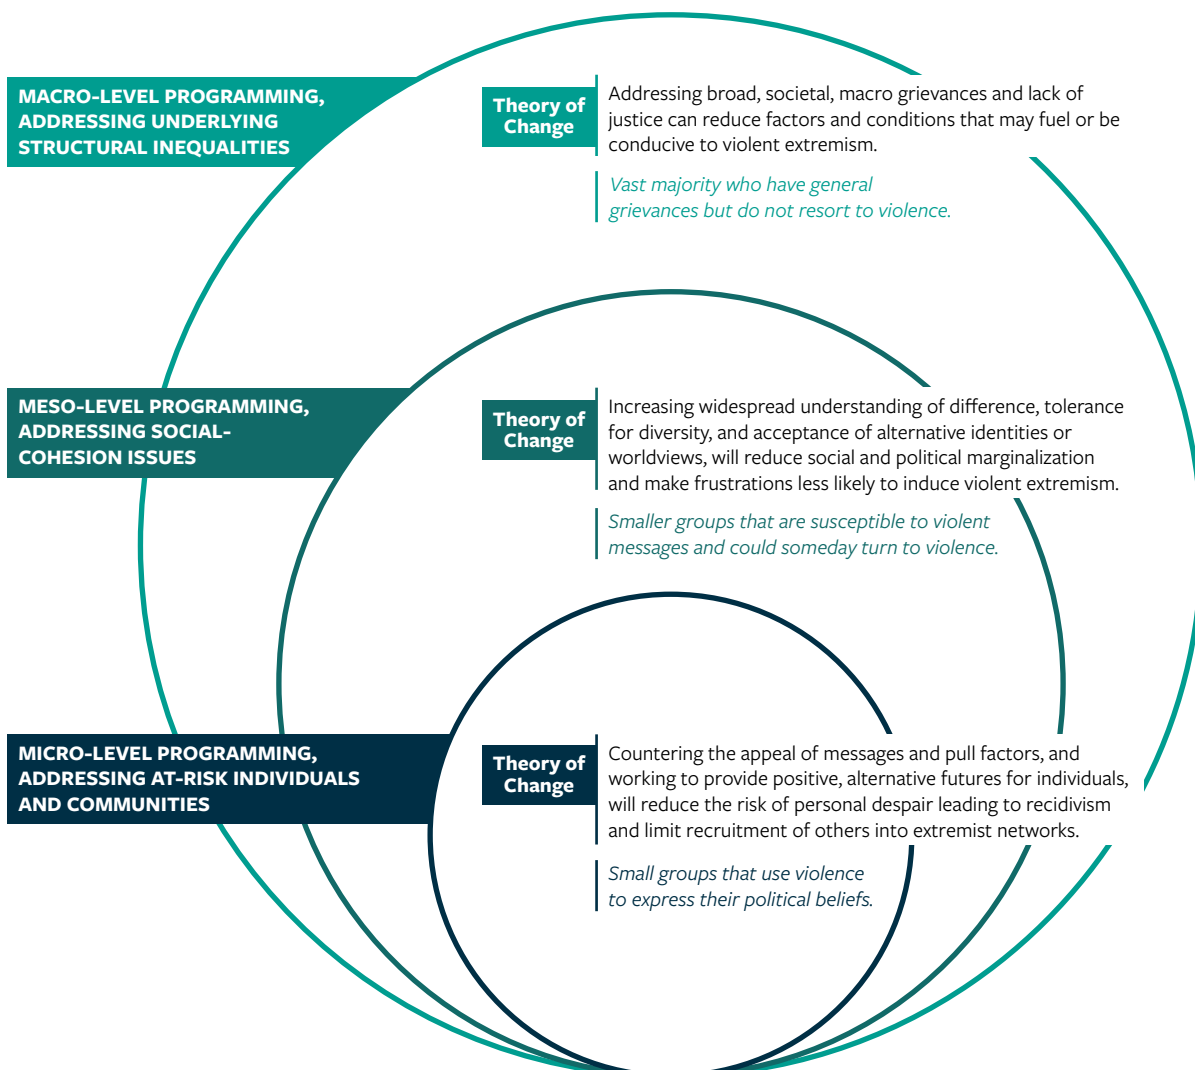 MACRO-LEVEL PROGRAMMING,
ADDRESSING UNDERLYING
STRUCTURAL INEQUALITIES
Theory of
Change
Addressing broad, societal, macro grievances and lack of
justice can reduce factors and conditions that may fuel or be
conducive to violent extremism.
Vast majority who have general
grievances but do not resort to violence.
MESO-LEVEL PROGRAMMING,
ADDRESSING SOCIAL-
COHESION ISSUES
Theory of
Change
Increasing widespread understanding of difference, tolerance
for diversity, and acceptance of alternative identities or
worldviews, will reduce social and political marginalization
and make frustrations less likely to induce violent extremism.
Smaller groups that are susceptible to violent
messages and could someday turn to violence.
MICRO-LEVEL PROGRAMMING,
ADDRESSING AT-RISK INDIVIDUALS
AND COMMUNITIES
Theory of
Change
Countering the appeal of messages and pull factors, and
working to provide positive, alternative futures for individuals,
will reduce the risk of personal despair leading to recidivism
and limit recruitment of others into extremist networks.
Small groups that use violence
to express their political beliefs.